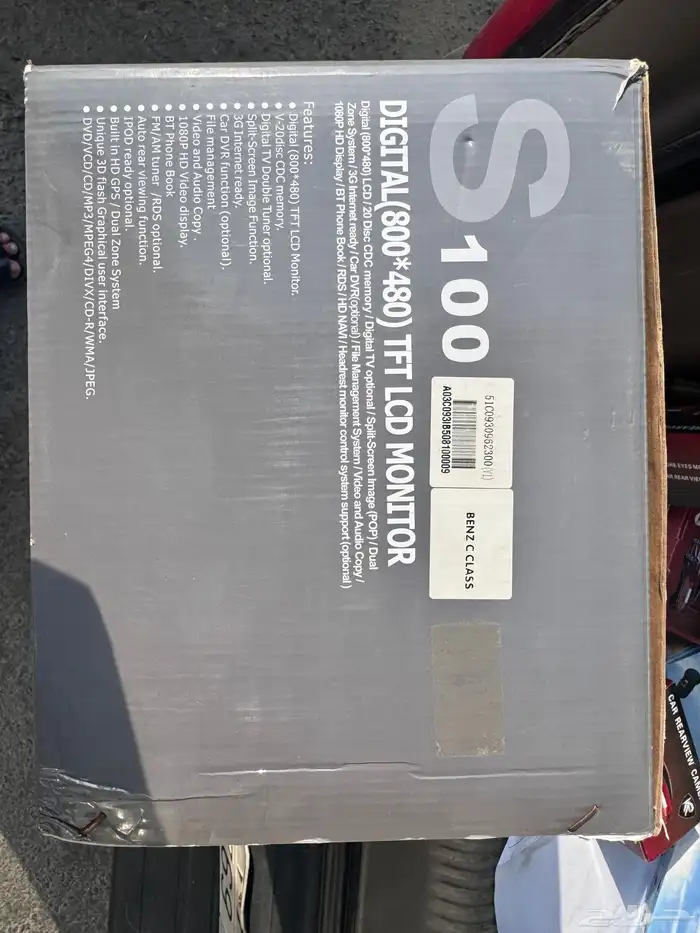 S100
DIGITAL(800*480) TFT LCD MONITOR
Digital (800*480) LCD / 20 Disc CDC memory / Digital TV optional / Split-Screen Image (POP) / Dual
Zone System / 3G Internet ready / Car DVR(optional) / File Management System / Video and Audio Copy /
1080P HD Display / BT Phone Book / RDS / HD NAVI / Headrest monitor control system support (optional)
Features:
● Digital (800*480) TFT LCD Monitor.
● V-20disc CDC memory.
● Digital TV Double Tuner optional.
● Split-Screen Image Function.
● 3G Internet ready.
● Car DVR function (optional).
● File management
● Video and Audio Copy .
● 1080P HD Video display.
● BT Phone Book
● FM/AM tuner /RDS optional.
● Auto rear viewing function.
● IPOD ready optional.
● Built in HD GPS / Dual Zone System
● Unique 3D flash Graphical user interface.
● DVD/VCD/CD/MP3/MPEG4/DIVX/CD-R/WMA/JPEG.
51C0930962300(V1)
A03C0930B508100009
BENZ C CLASS
CAR REARVIEW
حراج